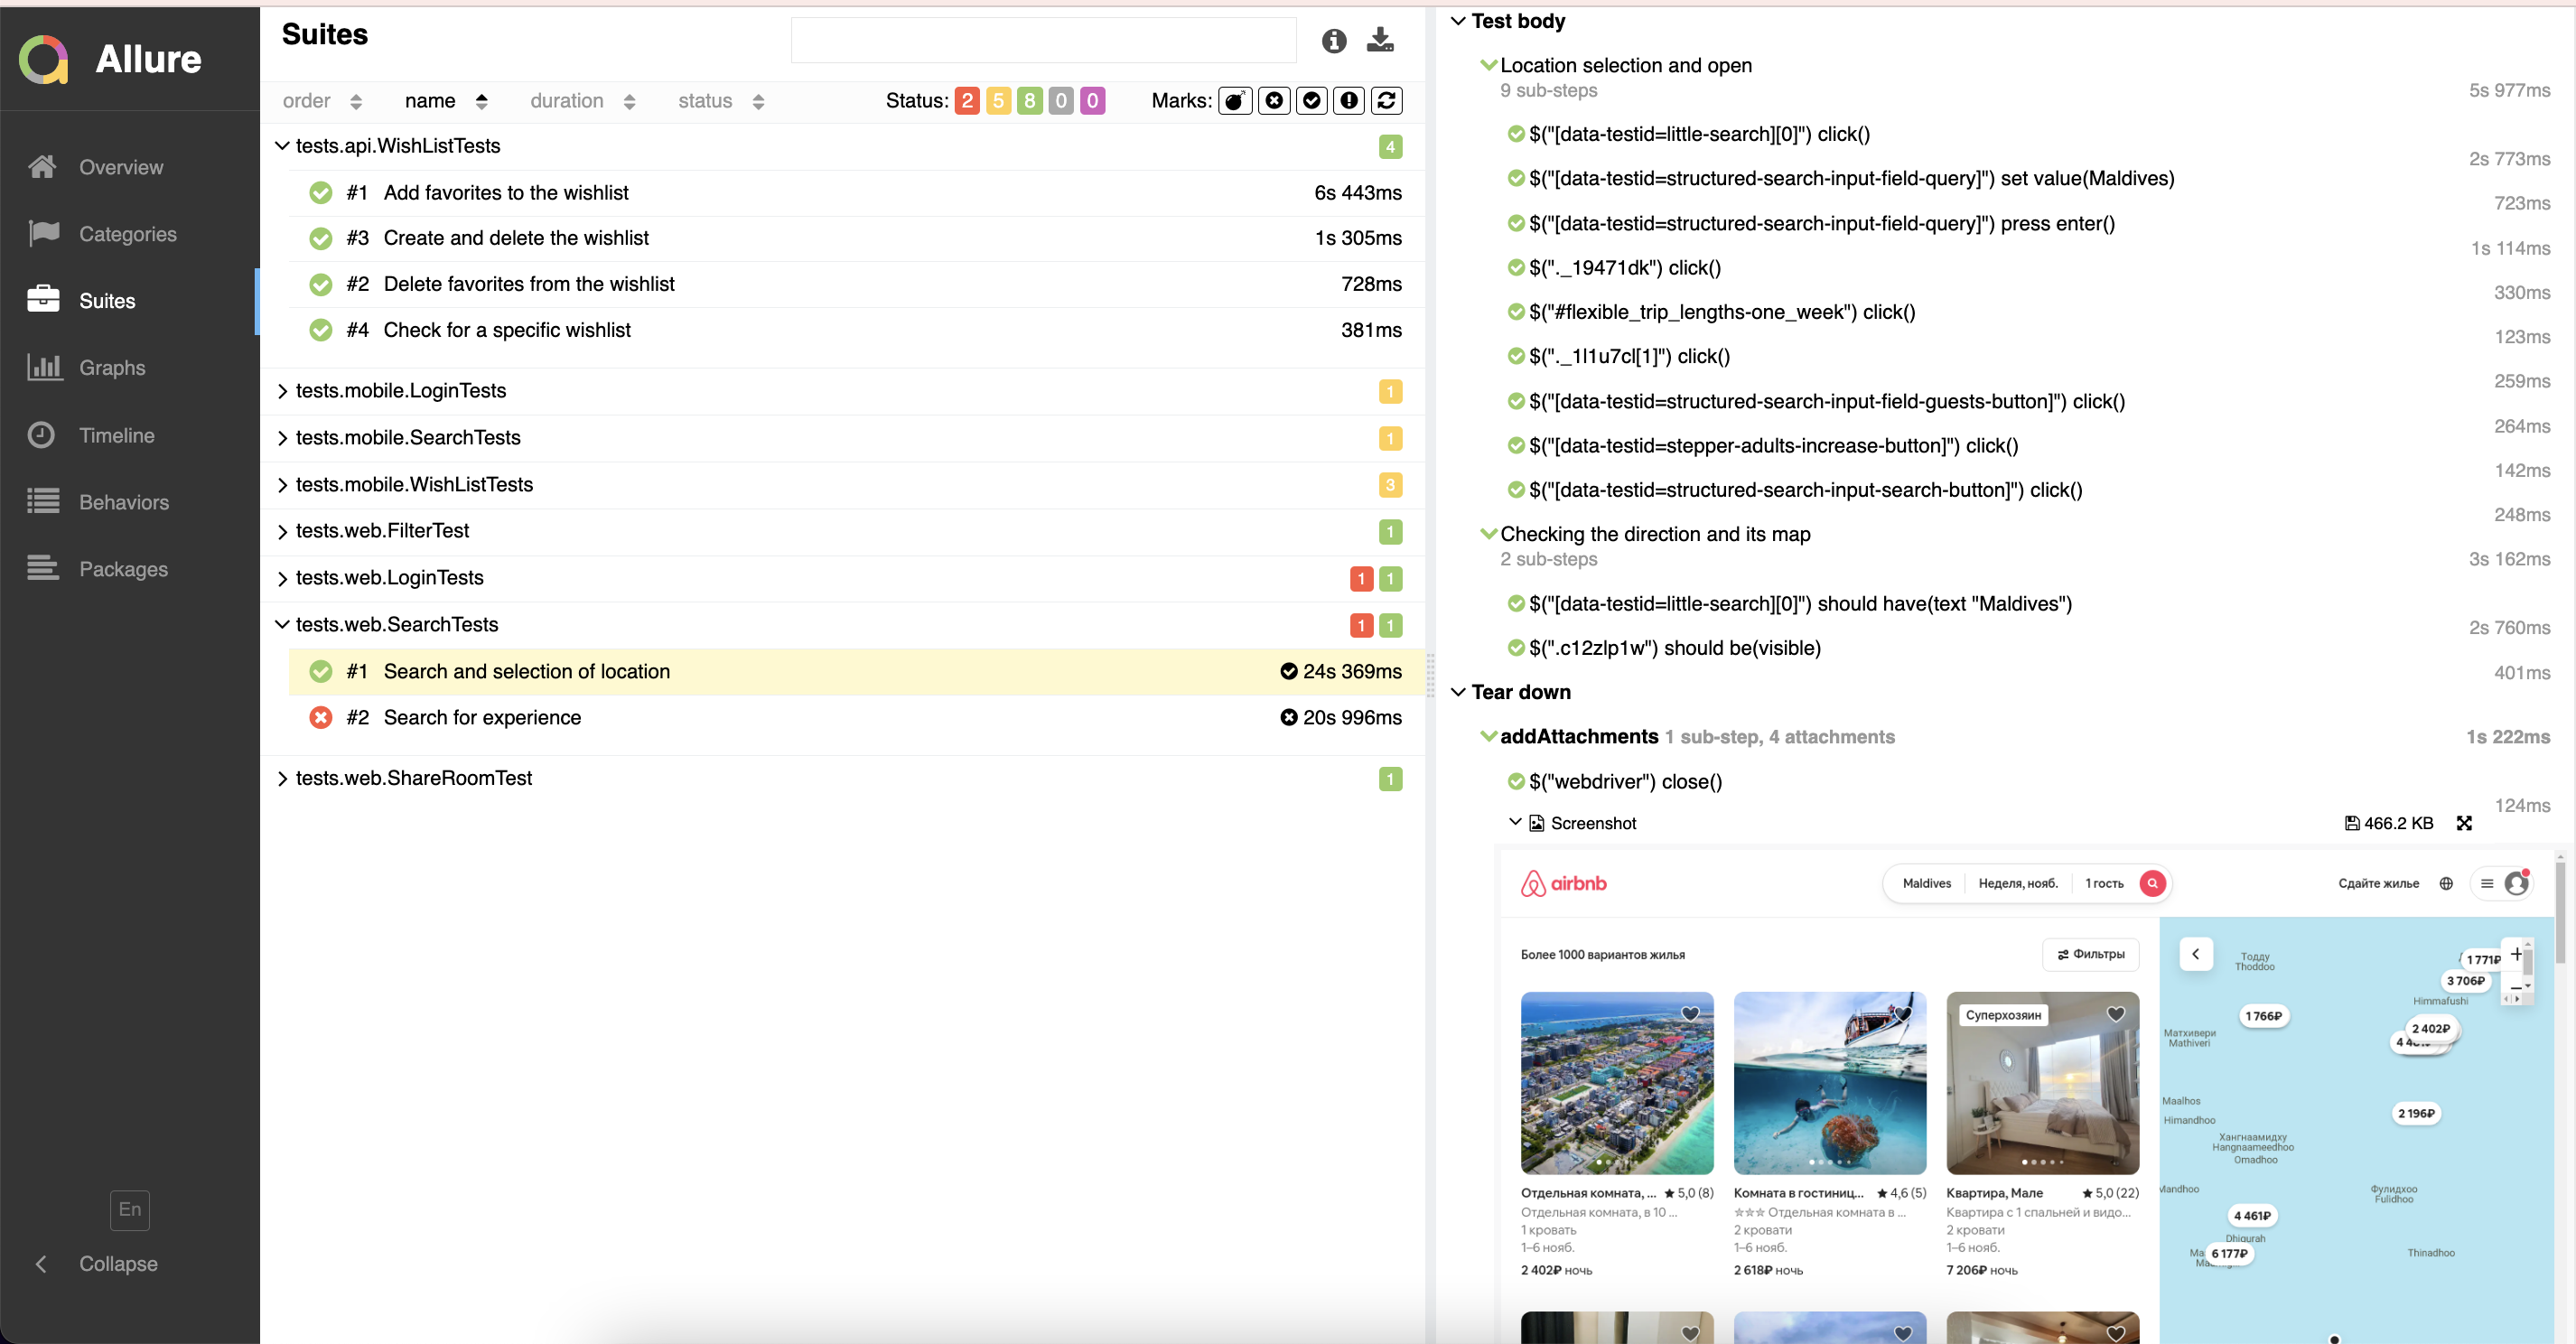 Allure
Overview
Categories
Suites
Graphs
Timeline
Behaviors
Packages
En
Collapse
Suites
order name duration status Status: 2 5 8 0 0 Marks:
tests.api.WishListTests 4
#1 Add favorites to the wishlist 6s 443ms
#3 Create and delete the wishlist 1s 305ms
#2 Delete favorites from the wishlist 728ms
#4 Check for a specific wishlist 381ms
tests.mobile.LoginTests 1
tests.mobile.SearchTests 1
tests.mobile.WishListTests 3
tests.web.FilterTest 1
tests.web.LoginTests 1 1
tests.web.SearchTests 1 1
#1 Search and selection of location 24s 369ms
#2 Search for experience 20s 996ms
tests.web.ShareRoomTest 1
Test body
Location selection and open
9 sub-steps 5s 977ms
$("[data-testid=little-search][0]") click()
2s 773ms
$("[data-testid=structured-search-input-field-query]") set value(Maldives)
723ms
$("[data-testid=structured-search-input-field-query]") press enter()
1s 114ms
$("._19471dk") click()
330ms
$("#flexible_trip_lengths-one_week") click()
123ms
$("._1l1u7cl[1]") click()
259ms
$("[data-testid=structured-search-input-field-guests-button]") click()
264ms
$("[data-testid=stepper-adults-increase-button]") click()
142ms
$("[data-testid=structured-search-input-search-button]") click()
248ms
Checking the direction and its map
2 sub-steps 3s 162ms
$("[data-testid=little-search][0]") should have(text "Maldives")
2s 760ms
$(".c12zlp1w") should be(visible)
401ms
Tear down
addAttachments 1 sub-step, 4 attachments 1s 222ms
$("webdriver") close()
124ms
Screenshot 466.2 KB
airbnb Maldives Неделя, нояб. 1 гость Сдайте жилье
Более 1000 вариантов жилья Фильтры
Суперхозяин
Отдельная комната, ... ★ 5,0 (8)
Отдельная комната, в 10 ...
1 кровать
1–6 нояб.
2 402₽ ночь
Комната в гостиниц... ★ 4,6 (5)
☆☆☆ Отдельная комната в ...
2 кровати
1–6 нояб.
2 618₽ ночь
Квартира, Мале ★ 5,0 (22)
Квартира с 1 спальней и видо...
2 кровати
1–6 нояб.
7 206₽ ночь
Тодду
Thoddoo
1 771₽
3 706₽
Himmafushi
1 766₽
2 402₽
Матхивери
Mathiveri
Maalhos
Himandhoo
2 196₽
Хангнаамидху
Hangnaameedhoo
Omadhoo
Mandhoo
Фулидхоо
Fulidhoo
4 461₽
Dhigurah
6 177₽
Thinadhoo